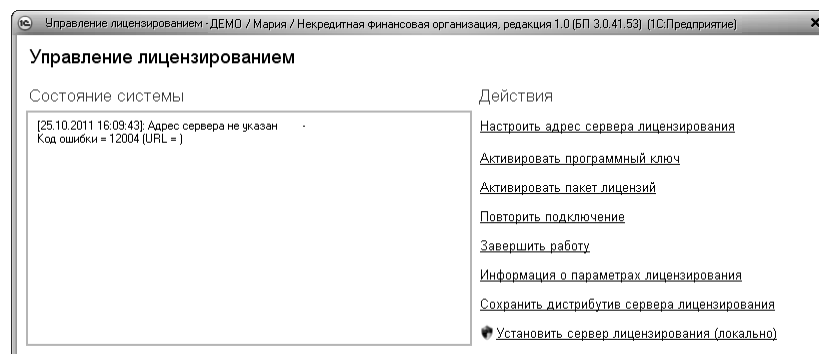 Управление лицензированием - ДЕМО / Мария / Некредитная финансовая организация, редакция 1.0 (БП 3.0.41.53) (1С:Предприятие)
Управление лицензированием
Состояние системы
[25.10.2011 16:09:43]: Адрес сервера не указан
Код ошибки = 12004 (URL = )
Действия
Настроить адрес сервера лицензирования
Активировать программный ключ
Активировать пакет лицензий
Повторить подключение
Завершить работу
Информация о параметрах лицензирования
Сохранить дистрибутив сервера лицензирования
Установить сервер лицензирования (локально)